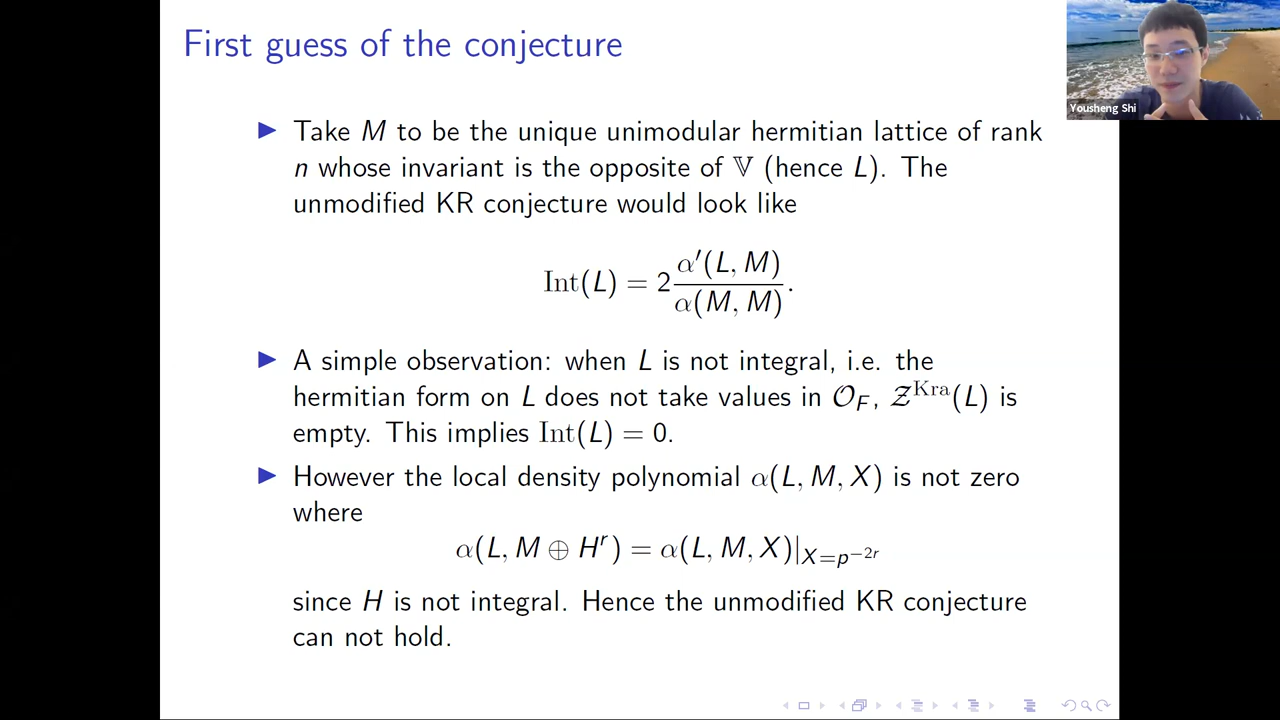 First guess of the conjecture
Yousheng Shi
▶ Take M to be the unique unimodular hermitian lattice of rank
n whose invariant is the opposite of 𝕍 (hence L). The
unmodified KR conjecture would look like
Int(L) = 2 α′(L, M) / α(M, M).
▶ A simple observation: when L is not integral, i.e. the
hermitian form on L does not take values in 𝒪_F, 𝒵^Kra(L) is
empty. This implies Int(L) = 0.
▶ However the local density polynomial α(L, M, X) is not zero
where
α(L, M ⊕ H^r) = α(L, M, X)|_{X=p^{-2r}}
since H is not integral. Hence the unmodified KR conjecture
can not hold.